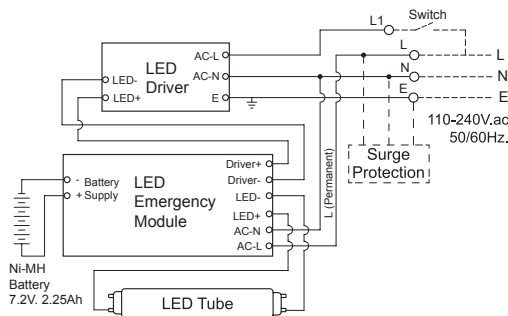 L1
Switch
LED
Driver
AC-L
AC-N
E
LED-
LED+
L
N
E
L
N
E
110-240V.ac
50/60Hz.
Surge
Protection
L (Permanent)
LED
Emergency
Module
- Battery
+ Supply
Driver+
Driver-
LED-
LED+
AC-N
AC-L
Ni-MH
Battery
7.2V. 2.25Ah
LED Tube